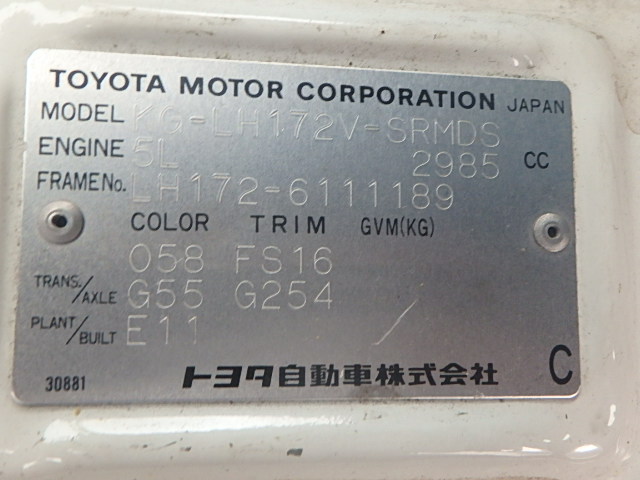 TOYOTA MOTOR CORPORATION JAPAN
MODEL KG-LH172V-SRMDS
ENGINE 5L 2985 CC
FRAME No. LH172-6111189
COLOR TRIM GVM(KG)
058 FS16
TRANS./AXLE G55 G254
PLANT/BUILT E11
30881 トヨタ自動車株式会社 C